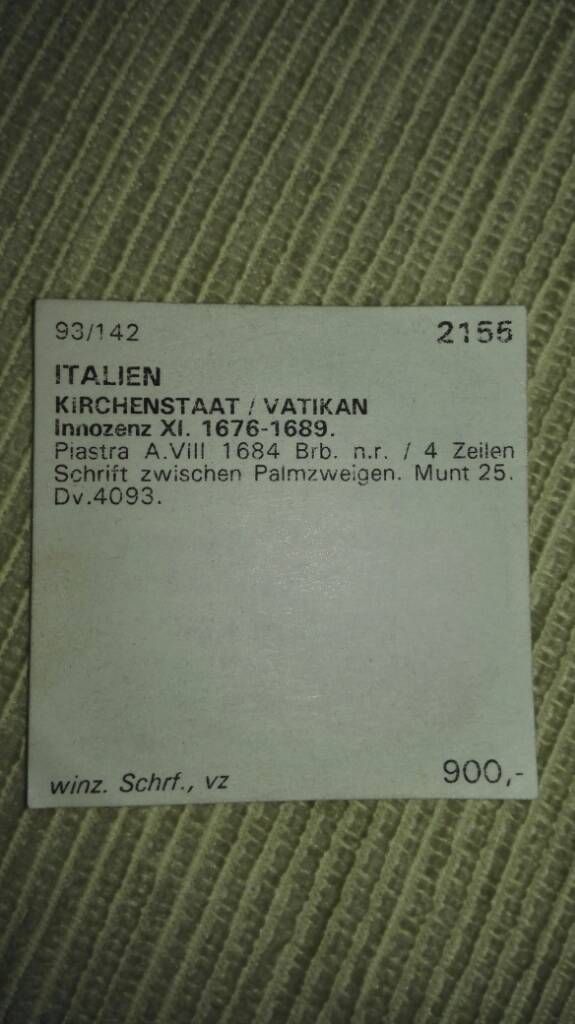 93/142 2155
ITALIEN
KIRCHENSTAAT / VATIKAN
Innozenz XI. 1676-1689.
Piastra A.VIII 1684 Brb. n.r. / 4 Zeilen
Schrift zwischen Palmzweigen. Munt 25.
Dv.4093.
winz. Schrf., vz 900,-